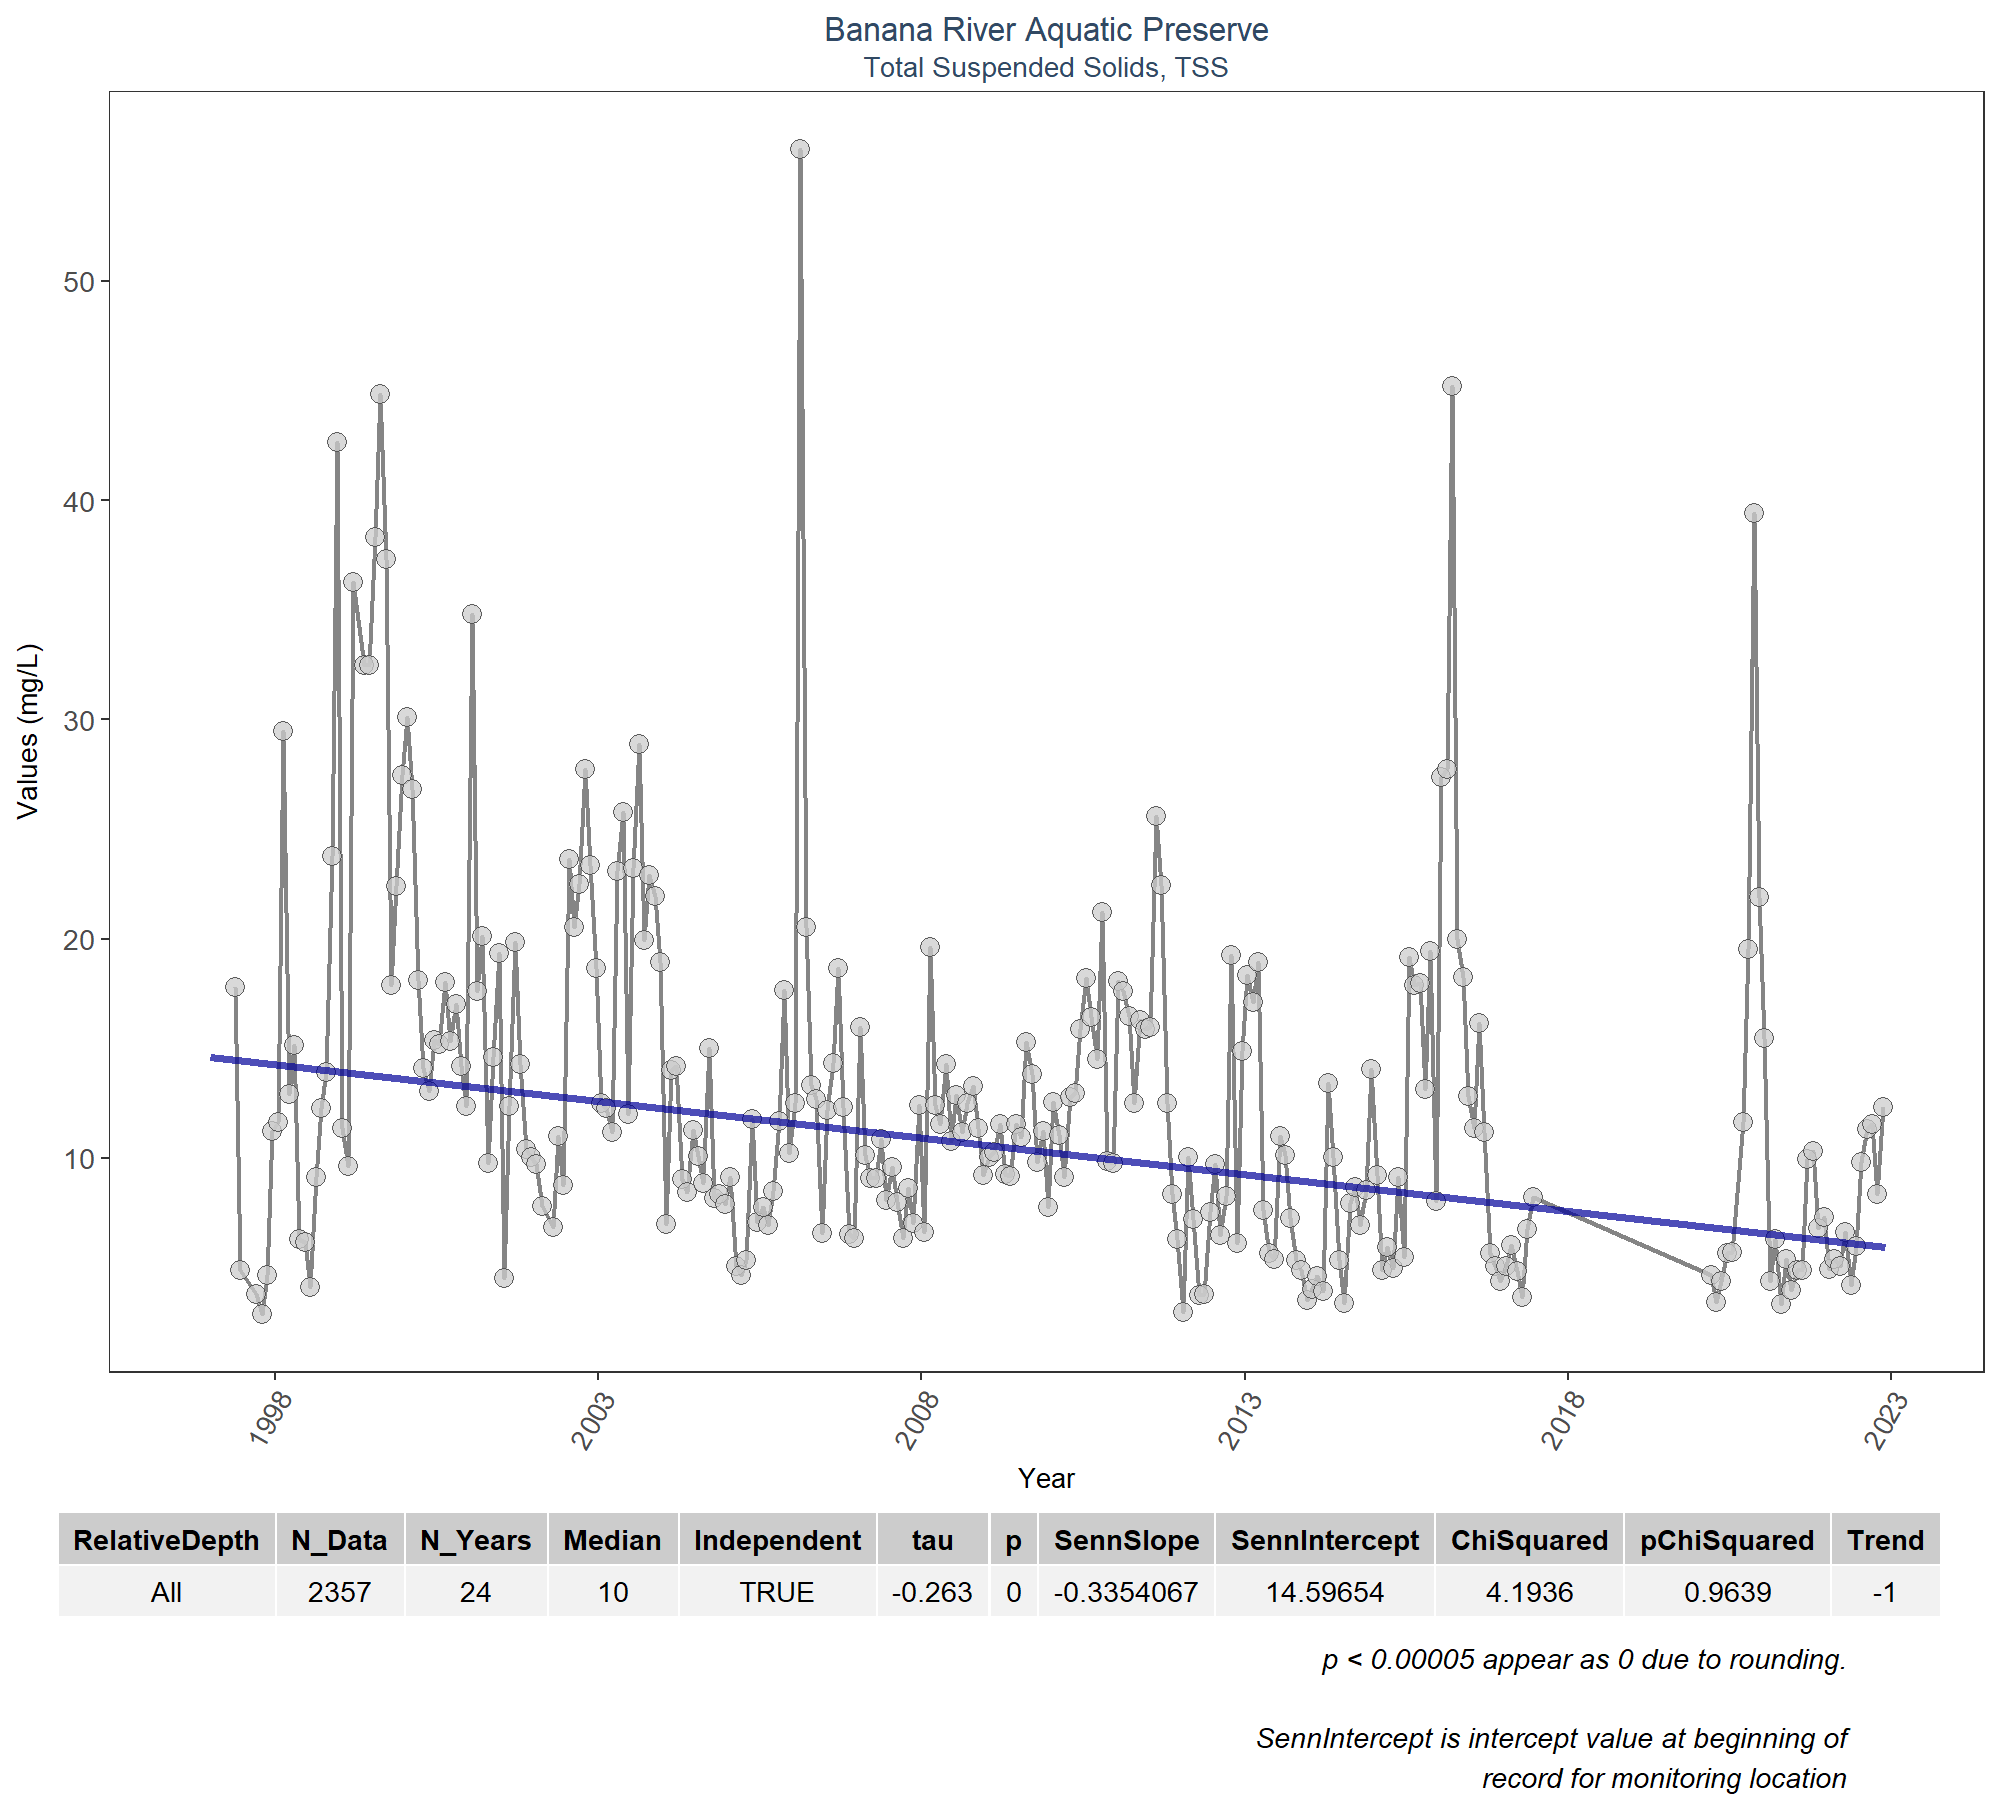 Banana River Aquatic Preserve
Total Suspended Solids, TSS
Values (mg/L)
50
40
30
20
10
1998
2003
2008
2013
2018
2023
Year
RelativeDepth N_Data N_Years Median Independent tau p SennSlope SennIntercept ChiSquared pChiSquared Trend
All 2357 24 10 TRUE -0.263 0 -0.3354067 14.59654 4.1936 0.9639 -1
p < 0.00005 appear as 0 due to rounding.
SennIntercept is intercept value at beginning of
record for monitoring location